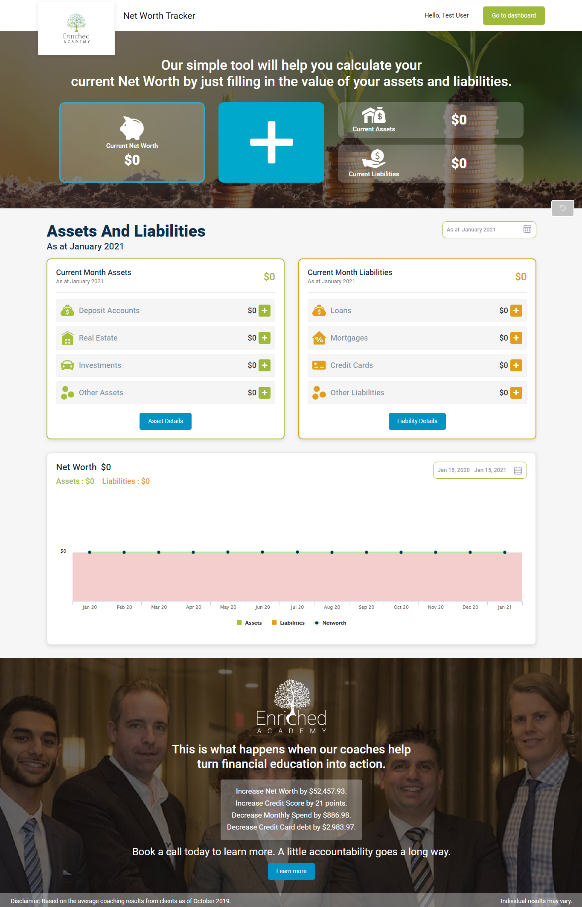 Enriched
ACADEMY
Net Worth Tracker
Hello, Test User
Go to dashboard
Our simple tool will help you calculate your
current Net Worth by just filling in the value of your assets and liabilities.
Current Net Worth
$0
Current Assets
$0
Current Liabilities
$0
Assets And Liabilities
As at January 2021
As at January 2021
Current Month Assets
As at January 2021
$0
Deposit Accounts
$0
Real Estate
$0
Investments
$0
Other Assets
$0
Asset Details
Current Month Liabilities
As at January 2021
$0
Loans
$0
Mortgages
$0
Credit Cards
$0
Other Liabilities
$0
Liability Details
Net Worth $0
Assets : $0 Liabilities : $0
Jan 15, 2020 Jan 15, 2021
$0
Jan 20 Feb 20 Mar 20 Apr 20 May 20 Jun 20 Jul 20 Aug 20 Sep 20 Oct 20 Nov 20 Dec 20 Jan 21
Assets Liabilities Networth
Enriched
ACADEMY
This is what happens when our coaches help
turn financial education into action.
Increase Net Worth by $52,457.93.
Increase Credit Score by 21 points.
Decrease Monthly Spend by $886.98.
Decrease Credit Card debt by $2,983.97.
Book a call today to learn more. A little accountability goes a long way.
Learn more
Disclaimer: Based on the average coaching results from clients as of October 2019.
Individual results may vary.